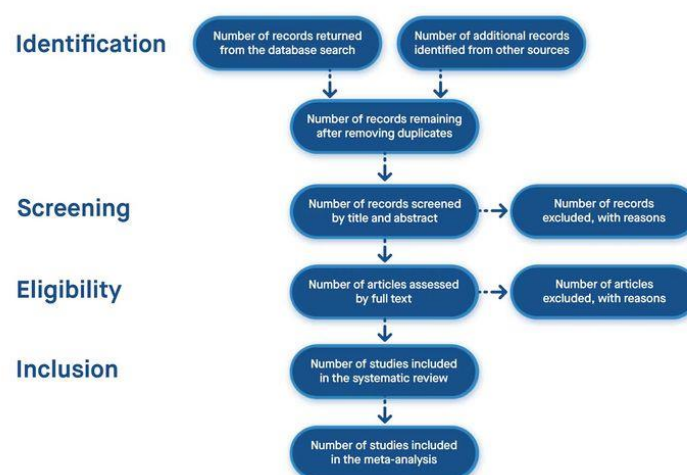 Identification
Number of records returned
from the database search
Number of additional records
identified from other sources
Number of records remaining
after removing duplicates
Screening
Number of records screened
by title and abstract
Number of records
excluded, with reasons
Eligibility
Number of articles assessed
by full text
Number of articles
excluded, with reasons
Inclusion
Number of studies included
in the systematic review
Number of studies included
in the meta-analysis